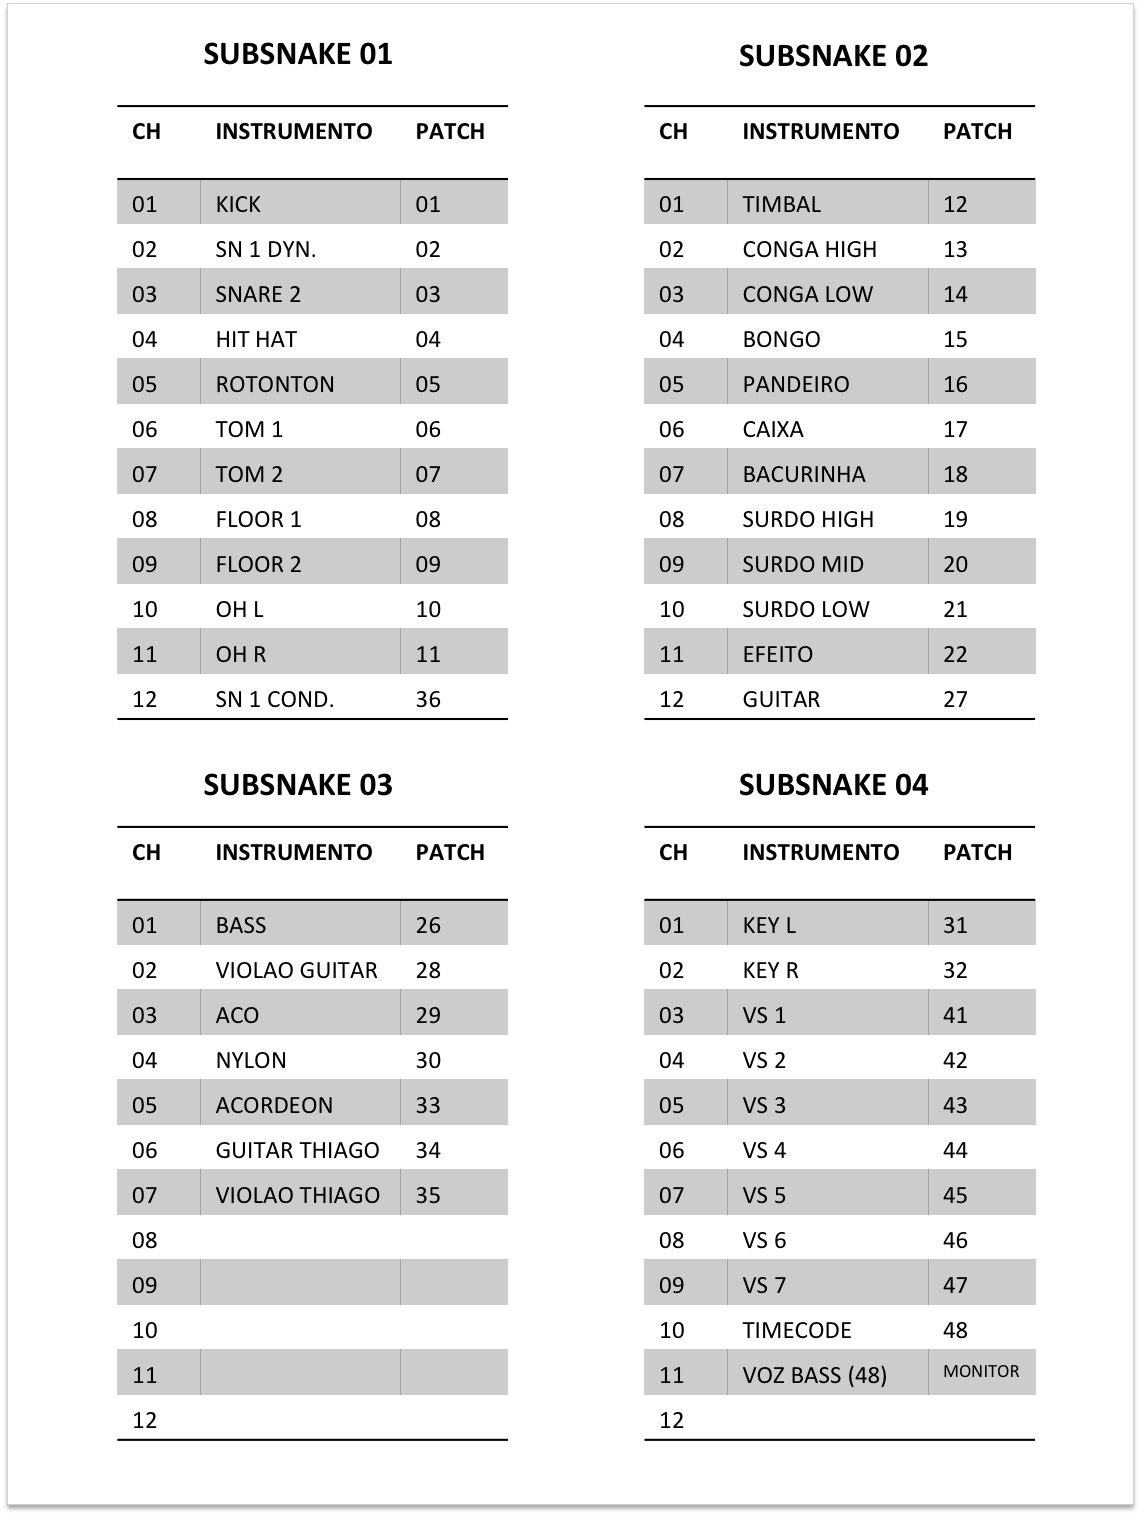 SUBSNAKE 01
CH INSTRUMENTO PATCH
01 KICK 01
02 SN 1 DYN. 02
03 SNARE 2 03
04 HIT HAT 04
05 ROTONTON 05
06 TOM 1 06
07 TOM 2 07
08 FLOOR 1 08
09 FLOOR 2 09
10 OH L 10
11 OH R 11
12 SN 1 COND. 36
SUBSNAKE 02
CH INSTRUMENTO PATCH
01 TIMBAL 12
02 CONGA HIGH 13
03 CONGA LOW 14
04 BONGO 15
05 PANDEIRO 16
06 CAIXA 17
07 BACURINHA 18
08 SURDO HIGH 19
09 SURDO MID 20
10 SURDO LOW 21
11 EFEITO 22
12 GUITAR 27
SUBSNAKE 03
CH INSTRUMENTO PATCH
01 BASS 26
02 VIOLAO GUITAR 28
03 ACO 29
04 NYLON 30
05 ACORDEON 33
06 GUITAR THIAGO 34
07 VIOLAO THIAGO 35
08
09
10
11
12
SUBSNAKE 04
CH INSTRUMENTO PATCH
01 KEY L 31
02 KEY R 32
03 VS 1 41
04 VS 2 42
05 VS 3 43
06 VS 4 44
07 VS 5 45
08 VS 6 46
09 VS 7 47
10 TIMECODE 48
11 VOZ BASS (48) MONITOR
12